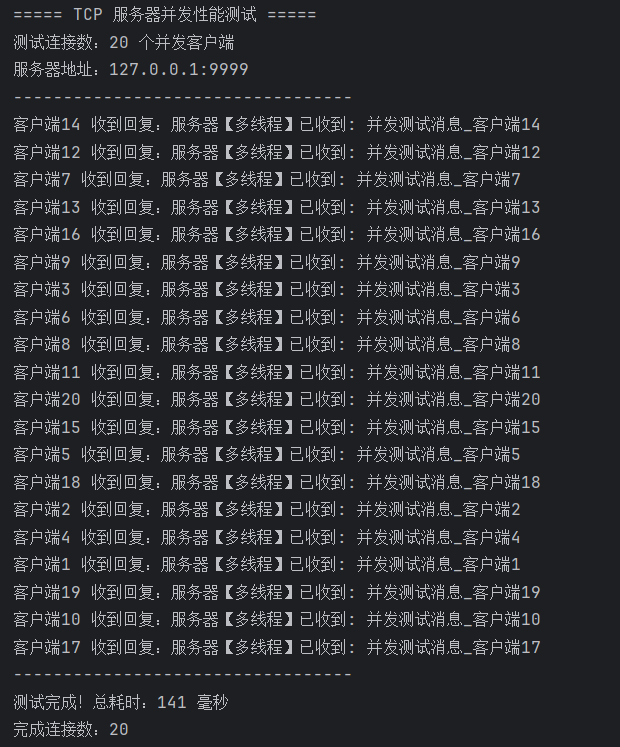 ===== TCP 服务器并发性能测试 =====
测试连接数：20 个并发客户端
服务器地址：127.0.0.1:9999
----------------------------------
客户端14 收到回复：服务器【多线程】已收到: 并发测试消息_客户端14
客户端12 收到回复：服务器【多线程】已收到: 并发测试消息_客户端12
客户端7 收到回复：服务器【多线程】已收到: 并发测试消息_客户端7
客户端13 收到回复：服务器【多线程】已收到: 并发测试消息_客户端13
客户端16 收到回复：服务器【多线程】已收到: 并发测试消息_客户端16
客户端9 收到回复：服务器【多线程】已收到: 并发测试消息_客户端9
客户端3 收到回复：服务器【多线程】已收到: 并发测试消息_客户端3
客户端6 收到回复：服务器【多线程】已收到: 并发测试消息_客户端6
客户端8 收到回复：服务器【多线程】已收到: 并发测试消息_客户端8
客户端11 收到回复：服务器【多线程】已收到: 并发测试消息_客户端11
客户端20 收到回复：服务器【多线程】已收到: 并发测试消息_客户端20
客户端15 收到回复：服务器【多线程】已收到: 并发测试消息_客户端15
客户端5 收到回复：服务器【多线程】已收到: 并发测试消息_客户端5
客户端18 收到回复：服务器【多线程】已收到: 并发测试消息_客户端18
客户端2 收到回复：服务器【多线程】已收到: 并发测试消息_客户端2
客户端4 收到回复：服务器【多线程】已收到: 并发测试消息_客户端4
客户端1 收到回复：服务器【多线程】已收到: 并发测试消息_客户端1
客户端19 收到回复：服务器【多线程】已收到: 并发测试消息_客户端19
客户端10 收到回复：服务器【多线程】已收到: 并发测试消息_客户端10
客户端17 收到回复：服务器【多线程】已收到: 并发测试消息_客户端17
----------------------------------
测试完成！总耗时：141 毫秒
完成连接数：20